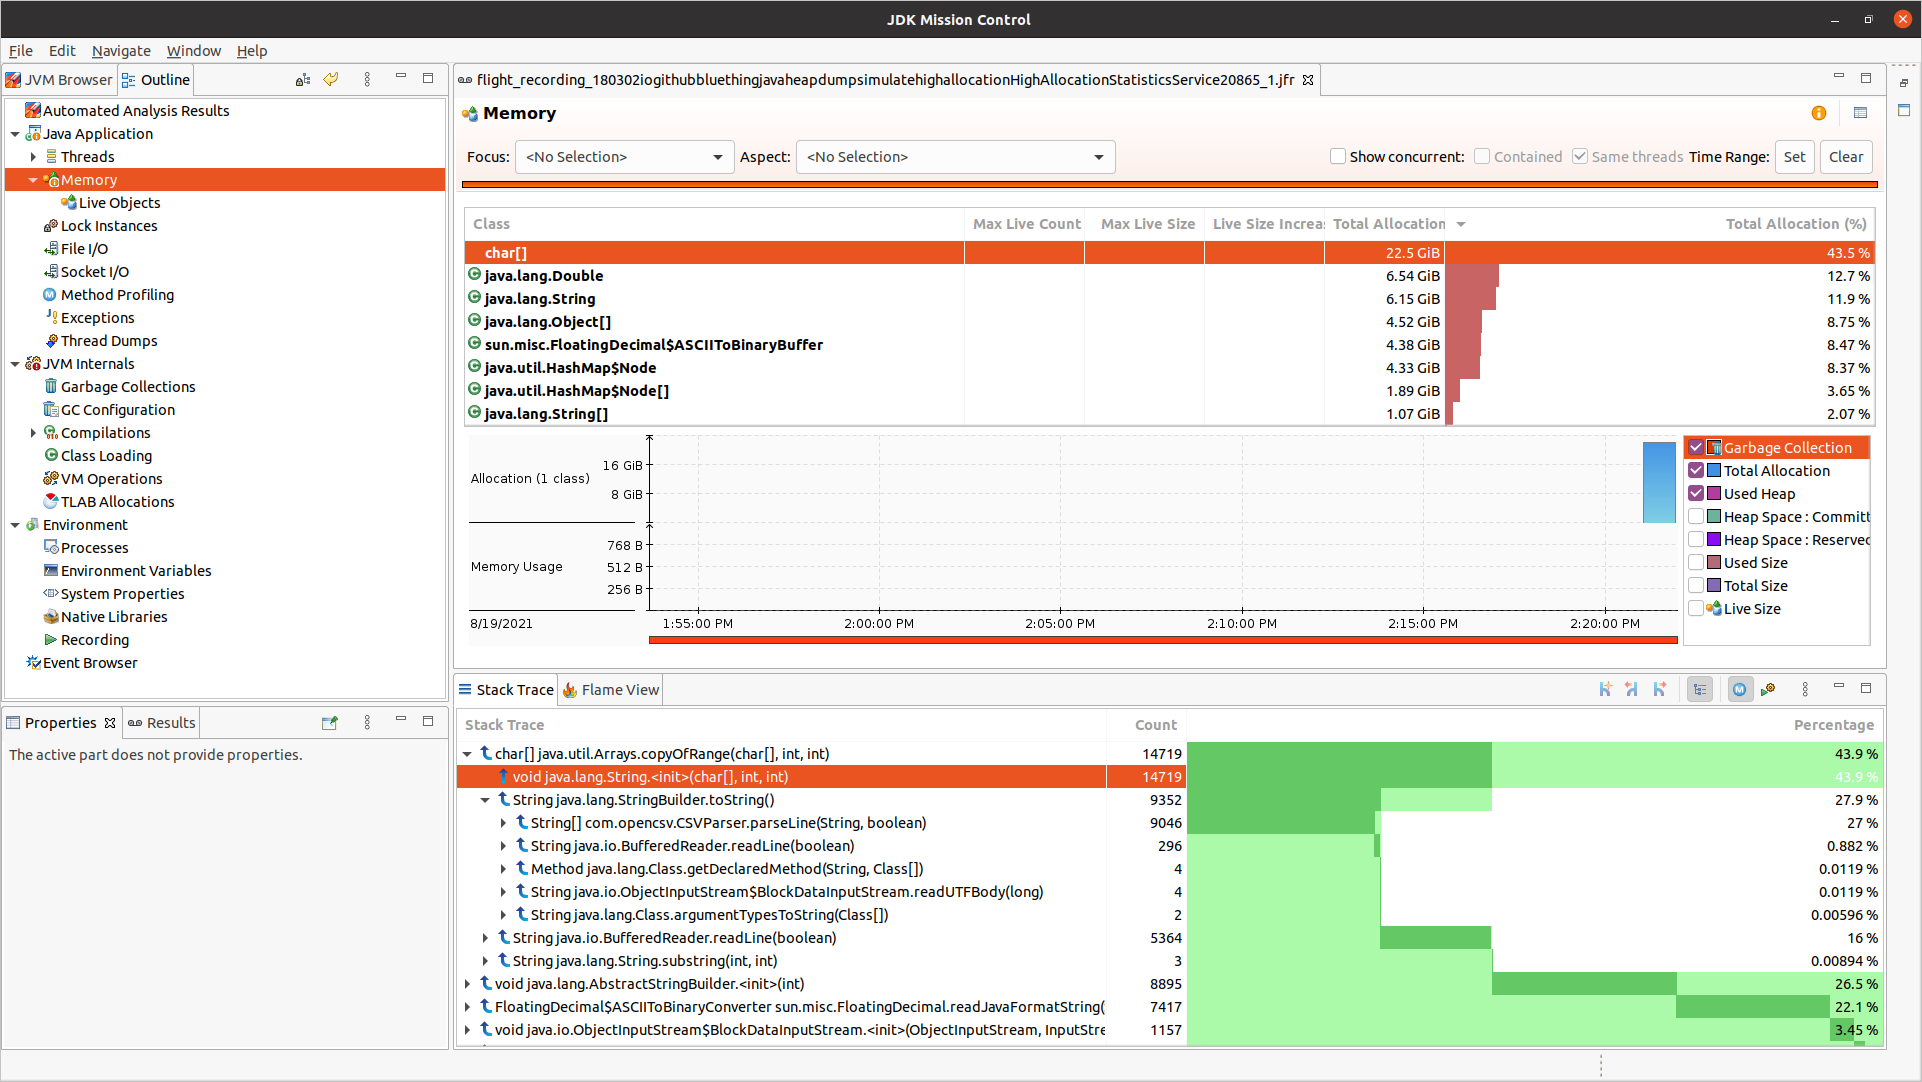 JDK Mission Control
File Edit Navigate Window Help
JVM Browser Outline
Automated Analysis Results
Java Application
Threads
Memory
Live Objects
Lock Instances
File I/O
Socket I/O
Method Profiling
Exceptions
Thread Dumps
JVM Internals
Garbage Collections
GC Configuration
Compilations
Class Loading
VM Operations
TLAB Allocations
Environment
Processes
Environment Variables
System Properties
Native Libraries
Recording
Event Browser
Properties Results
The active part does not provide properties.
flight_recording_180302iogithubbluethingjavaheapdumpsimulatehighallocationHighAllocationStatisticsService20865_1.jfr
Memory
Focus: <No Selection> Aspect: <No Selection> Show concurrent: Contained Same threads Time Range: Set Clear
Class Max Live Count Max Live Size Live Size Increa Total Allocation Total Allocation (%)
char[] 22.5 GiB 43.5 %
java.lang.Double 6.54 GiB 12.7 %
java.lang.String 6.15 GiB 11.9 %
java.lang.Object[] 4.52 GiB 8.75 %
sun.misc.FloatingDecimal$ASCIIToBinaryBuffer 4.38 GiB 8.47 %
java.util.HashMap$Node 4.33 GiB 8.37 %
java.util.HashMap$Node[] 1.89 GiB 3.65 %
java.lang.String[] 1.07 GiB 2.07 %
Allocation (1 class)
16 GiB
8 GiB
Memory Usage
768 B
512 B
256 B
8/19/2021 1:55:00 PM 2:00:00 PM 2:05:00 PM 2:10:00 PM 2:15:00 PM 2:20:00 PM
Garbage Collection
Total Allocation
Used Heap
Heap Space : Committ
Heap Space : Reserved
Used Size
Total Size
Live Size
Stack Trace Flame View
Stack Trace Count Percentage
char[] java.util.Arrays.copyOfRange(char[], int, int) 14719 43.9 %
void java.lang.String.<init>(char[], int, int) 14719 43.9 %
String java.lang.StringBuilder.toString() 9352 27.9 %
String[] com.opencsv.CSVParser.parseLine(String, boolean) 9046 27 %
String java.io.BufferedReader.readLine(boolean) 296 0.882 %
Method java.lang.Class.getDeclaredMethod(String, Class[]) 4 0.0119 %
String java.io.ObjectInputStream$BlockDataInputStream.readUTFBody(long) 4 0.0119 %
String java.lang.Class.argumentTypesToString(Class[]) 2 0.00596 %
String java.io.BufferedReader.readLine(boolean) 5364 16 %
String java.lang.String.substring(int, int) 3 0.00894 %
void java.lang.AbstractStringBuilder.<init>(int) 8895 26.5 %
FloatingDecimal$ASCIIToBinaryConverter sun.misc.FloatingDecimal.readJavaFormatString( 7417 22.1 %
void java.io.ObjectInputStream$BlockDataInputStream.<init>(ObjectInputStream, InputStre 1157 3.45 %